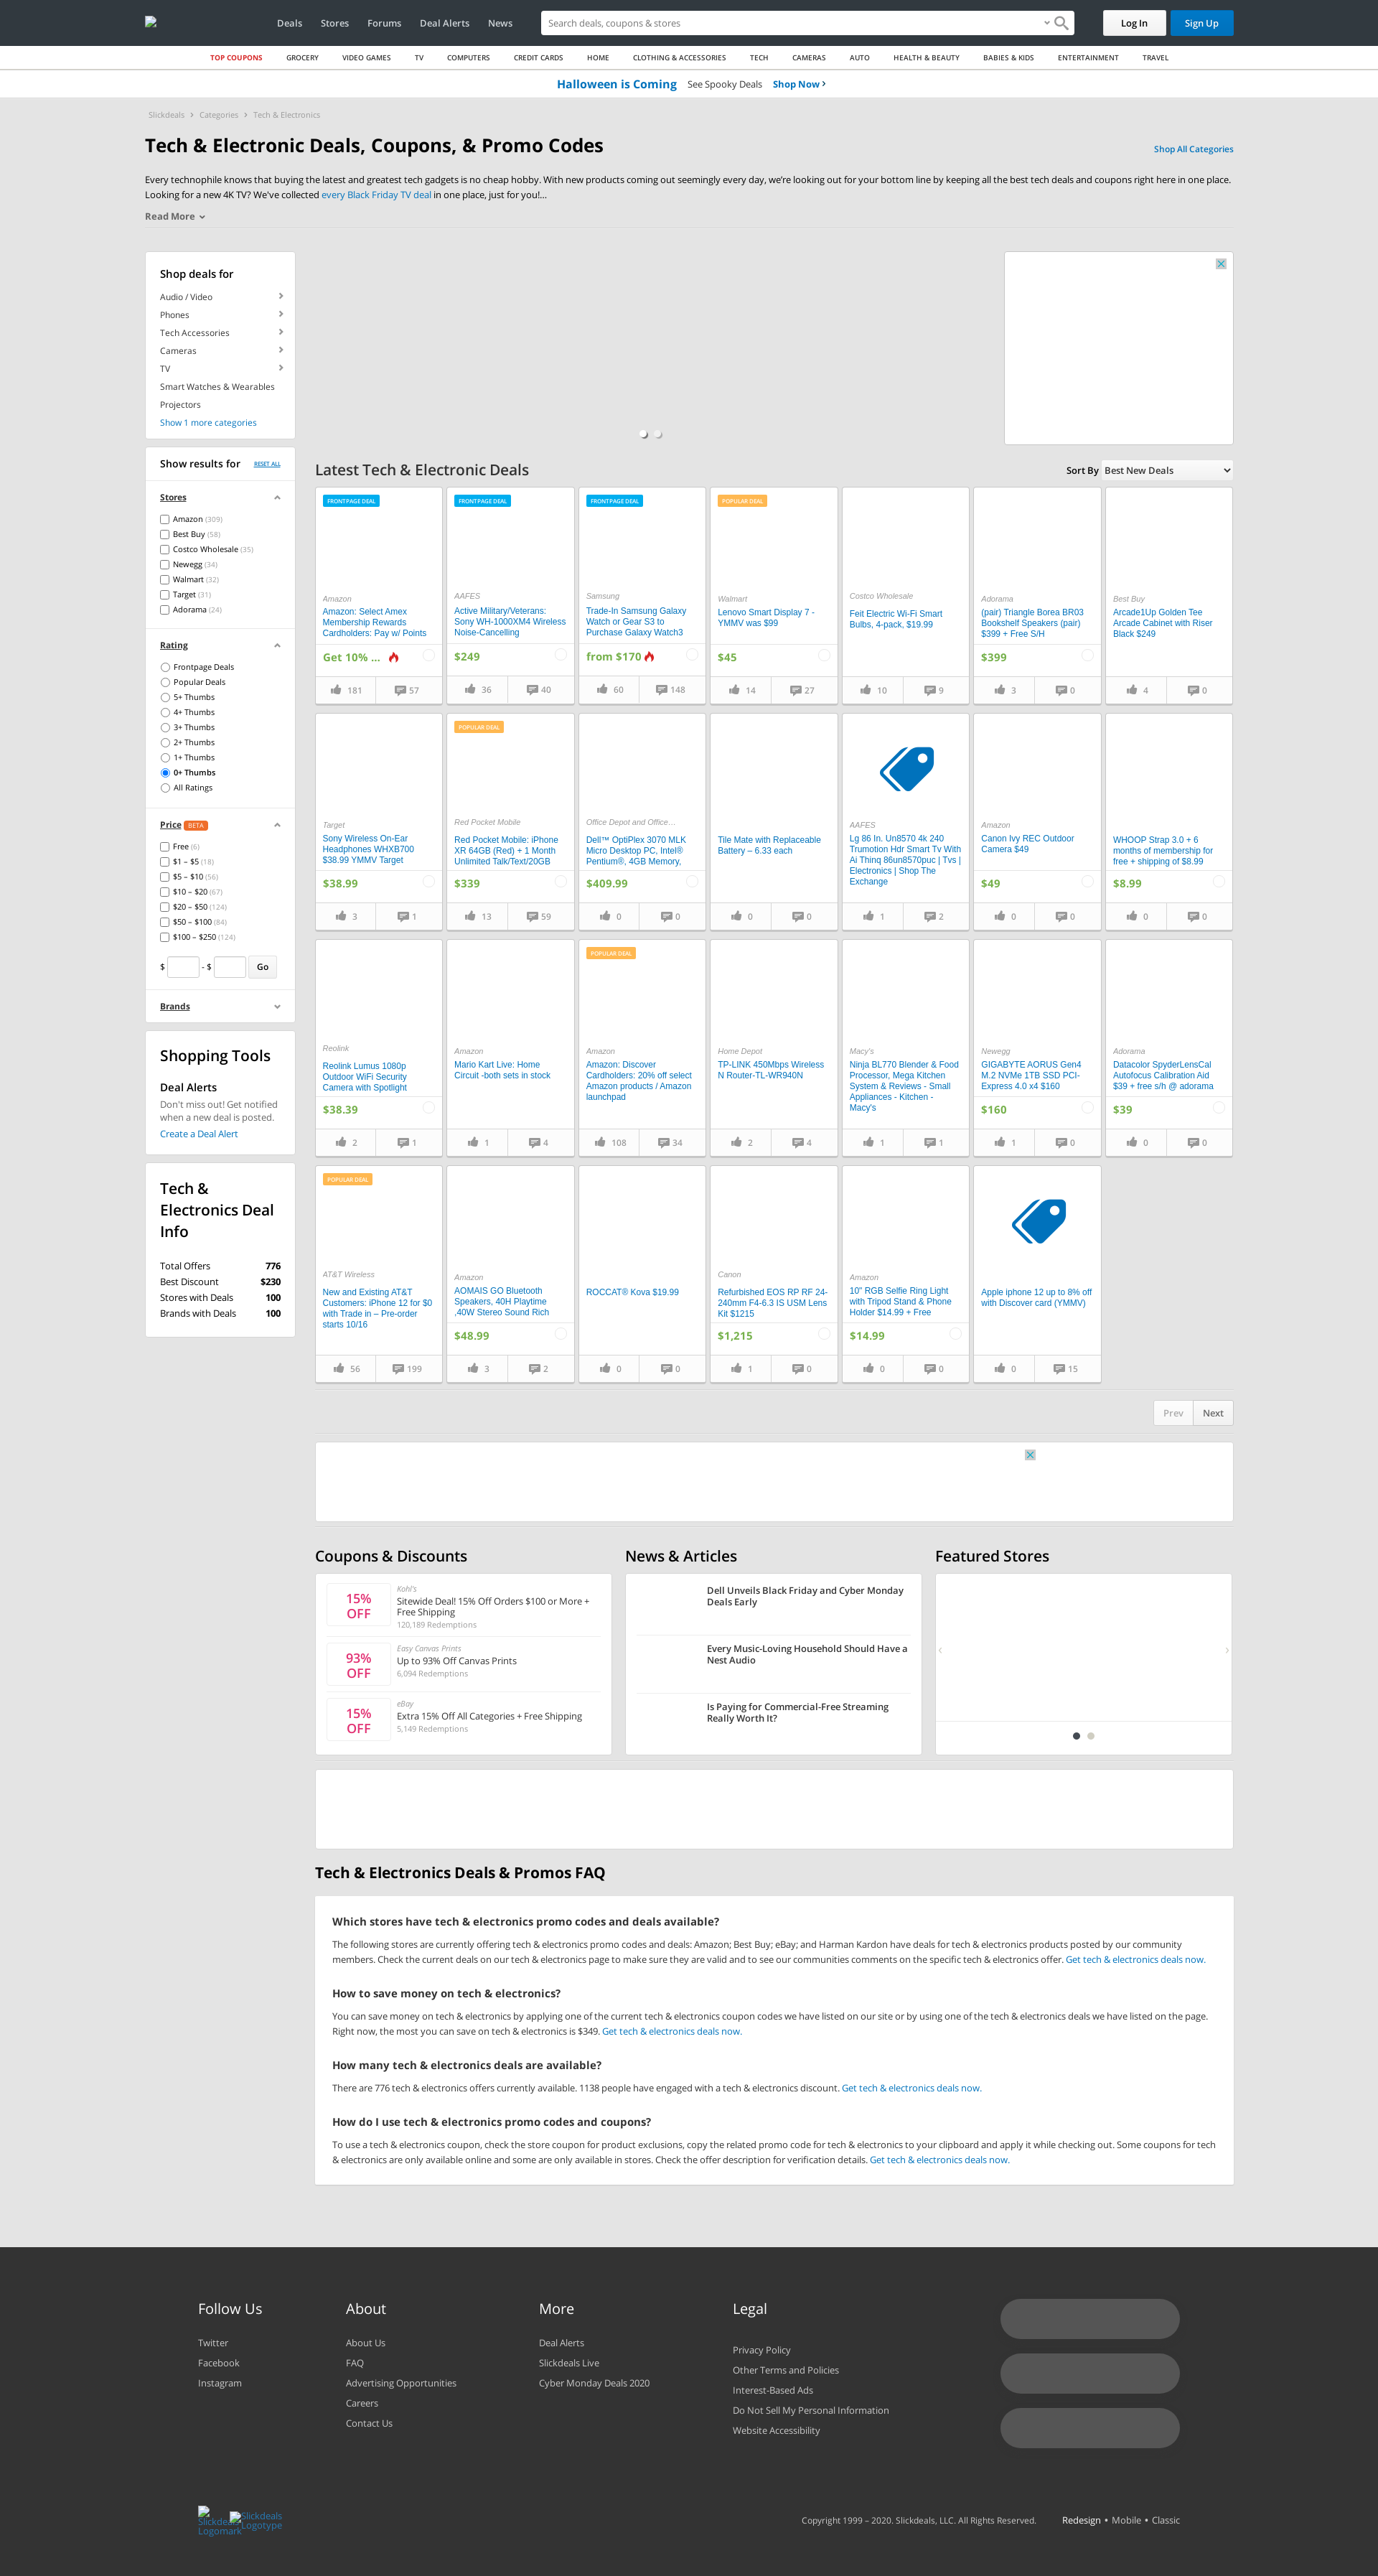 Deals Stores Forums Deal Alerts News
Search deals, coupons & stores
Log In
Sign Up
TOP COUPONS GROCERY VIDEO GAMES TV COMPUTERS CREDIT CARDS HOME CLOTHING & ACCESSORIES TECH CAMERAS AUTO HEALTH & BEAUTY BABIES & KIDS ENTERTAINMENT TRAVEL
Halloween is Coming See Spooky Deals Shop Now
Slickdeals Categories Tech & Electronics
Tech & Electronic Deals, Coupons, & Promo Codes
Shop All Categories
Every technophile knows that buying the latest and greatest tech gadgets is no cheap hobby. With new products coming out seemingly every day, we're looking out for your bottom line by keeping all the best tech deals and coupons right here in one place.
Looking for a new 4K TV? We've collected every Black Friday TV deal in one place, just for you!...
Read More
Shop deals for
Audio / Video
Phones
Tech Accessories
Cameras
TV
Smart Watches & Wearables
Projectors
Show 1 more categories
Show results for RESET ALL
Stores
Amazon (309)
Best Buy (58)
Costco Wholesale (35)
Newegg (34)
Walmart (32)
Target (31)
Adorama (24)
Rating
Frontpage Deals
Popular Deals
5+ Thumbs
4+ Thumbs
3+ Thumbs
2+ Thumbs
1+ Thumbs
0+ Thumbs
All Ratings
Price BETA
Free (6)
$1 – $5 (18)
$5 – $10 (56)
$10 – $20 (67)
$20 – $50 (124)
$50 – $100 (84)
$100 – $250 (124)
$ - $ Go
Brands
Shopping Tools
Deal Alerts
Don't miss out! Get notified
when a new deal is posted.
Create a Deal Alert
Tech &
Electronics Deal
Info
Total Offers 776
Best Discount $230
Stores with Deals 100
Brands with Deals 100
Latest Tech & Electronic Deals
Sort By Best New Deals
FRONTPAGE DEAL
Amazon
Amazon: Select Amex
Membership Rewards
Cardholders: Pay w/ Points
Get 10% ...
181 57
FRONTPAGE DEAL
AAFES
Active Military/Veterans:
Sony WH-1000XM4 Wireless
Noise-Cancelling
$249
36 40
FRONTPAGE DEAL
Samsung
Trade-In Samsung Galaxy
Watch or Gear S3 to
Purchase Galaxy Watch3
from $170
60 148
POPULAR DEAL
Walmart
Lenovo Smart Display 7 -
YMMV was $99
$45
14 27
Costco Wholesale
Feit Electric Wi-Fi Smart
Bulbs, 4-pack, $19.99
10 9
Adorama
(pair) Triangle Borea BR03
Bookshelf Speakers (pair)
$399 + Free S/H
$399
3 0
Best Buy
Arcade1Up Golden Tee
Arcade Cabinet with Riser
Black $249
4 0
Target
Sony Wireless On-Ear
Headphones WHXB700
$38.99 YMMV Target
$38.99
3 1
POPULAR DEAL
Red Pocket Mobile
Red Pocket Mobile: iPhone
XR 64GB (Red) + 1 Month
Unlimited Talk/Text/20GB
$339
13 59
Office Depot and Office...
Dell™ OptiPlex 3070 MLK
Micro Desktop PC, Intel®
Pentium®, 4GB Memory,
$409.99
0 0
Tile Mate with Replaceable
Battery – 6.33 each
0 0
AAFES
Lg 86 In. Un8570 4k 240
Trumotion Hdr Smart Tv With
Ai Thinq 86un8570puc | Tvs |
Electronics | Shop The
Exchange
1 2
Amazon
Canon Ivy REC Outdoor
Camera $49
$49
0 0
WHOOP Strap 3.0 + 6
months of membership for
free + shipping of $8.99
$8.99
0 0
Reolink
Reolink Lumus 1080p
Outdoor WiFi Security
Camera with Spotlight
$38.39
2 1
Amazon
Mario Kart Live: Home
Circuit -both sets in stock
1 4
POPULAR DEAL
Amazon
Amazon: Discover
Cardholders: 20% off select
Amazon products / Amazon
launchpad
108 34
Home Depot
TP-LINK 450Mbps Wireless
N Router-TL-WR940N
2 4
Macy's
Ninja BL770 Blender & Food
Processor, Mega Kitchen
System & Reviews - Small
Appliances - Kitchen -
Macy's
1 1
Newegg
GIGABYTE AORUS Gen4
M.2 NVMe 1TB SSD PCI-
Express 4.0 x4 $160
$160
1 0
Adorama
Datacolor SpyderLensCal
Autofocus Calibration Aid
$39 + free s/h @ adorama
$39
0 0
POPULAR DEAL
AT&T Wireless
New and Existing AT&T
Customers: iPhone 12 for $0
with Trade in – Pre-order
starts 10/16
56 199
Amazon
AOMAIS GO Bluetooth
Speakers, 40H Playtime
,40W Stereo Sound Rich
$48.99
3 2
ROCCAT® Kova $19.99
0 0
Canon
Refurbished EOS RP RF 24-
240mm F4-6.3 IS USM Lens
Kit $1215
$1,215
1 0
Amazon
10" RGB Selfie Ring Light
with Tripod Stand & Phone
Holder $14.99 + Free
$14.99
0 0
Apple iphone 12 up to 8% off
with Discover card (YMMV)
0 15
Prev Next
Coupons & Discounts
15%
OFF
Kohl's
Sitewide Deal! 15% Off Orders $100 or More +
Free Shipping
120,189 Redemptions
93%
OFF
Easy Canvas Prints
Up to 93% Off Canvas Prints
6,094 Redemptions
15%
OFF
eBay
Extra 15% Off All Categories + Free Shipping
5,149 Redemptions
News & Articles
Dell Unveils Black Friday and Cyber Monday
Deals Early
Every Music-Loving Household Should Have a
Nest Audio
Is Paying for Commercial-Free Streaming
Really Worth It?
Featured Stores
Tech & Electronics Deals & Promos FAQ
Which stores have tech & electronics promo codes and deals available?
The following stores are currently offering tech & electronics promo codes and deals: Amazon; Best Buy; eBay; and Harman Kardon have deals for tech & electronics products posted by our community
members. Check the current deals on our tech & electronics page to make sure they are valid and to see our communities comments on the specific tech & electronics offer. Get tech & electronics deals now.
How to save money on tech & electronics?
You can save money on tech & electronics by applying one of the current tech & electronics coupon codes we have listed on our site or by using one of the tech & electronics deals we have listed on the page.
Right now, the most you can save on tech & electronics is $349. Get tech & electronics deals now.
How many tech & electronics deals are available?
There are 776 tech & electronics offers currently available. 1138 people have engaged with a tech & electronics discount. Get tech & electronics deals now.
How do I use tech & electronics promo codes and coupons?
To use a tech & electronics coupon, check the store coupon for product exclusions, copy the related promo code for tech & electronics to your clipboard and apply it while checking out. Some coupons for tech
& electronics are only available online and some are only available in stores. Check the offer description for verification details. Get tech & electronics deals now.
Follow Us
Twitter
Facebook
Instagram
About
About Us
FAQ
Advertising Opportunities
Careers
Contact Us
More
Deal Alerts
Slickdeals Live
Cyber Monday Deals 2020
Legal
Privacy Policy
Other Terms and Policies
Interest-Based Ads
Do Not Sell My Personal Information
Website Accessibility
Slickdeals
Logomark
Slickdeals
Logotype
Copyright 1999 – 2020. Slickdeals, LLC. All Rights Reserved.
Redesign • Mobile • Classic